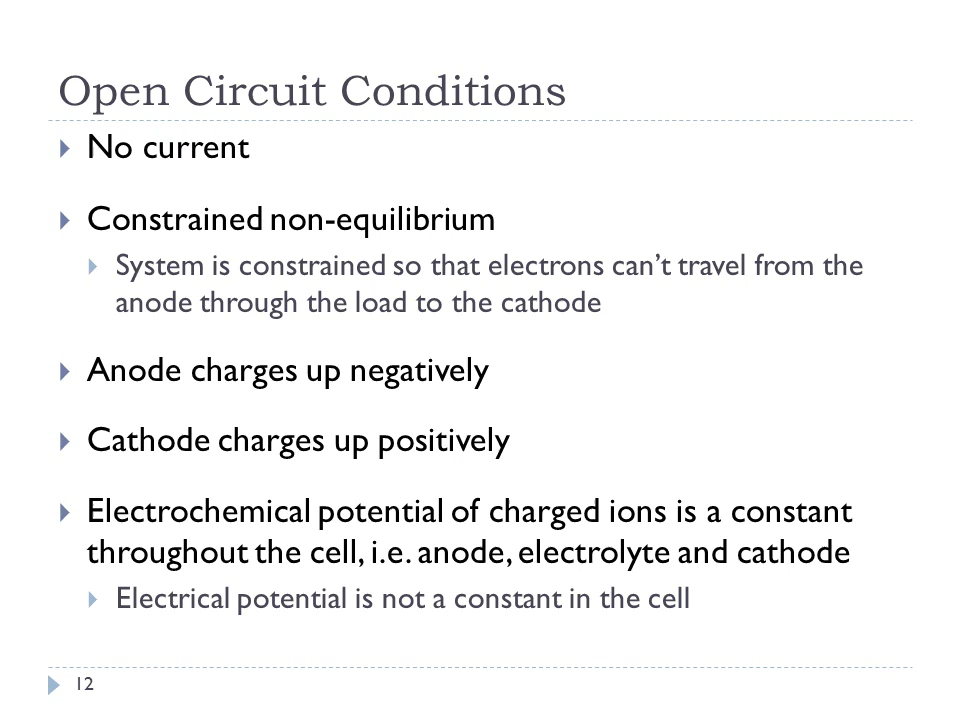 Open Circuit Conditions
No current
Constrained non-equilibrium
System is constrained so that electrons can't travel from the
anode through the load to the cathode
Anode charges up negatively
Cathode charges up positively
Electrochemical potential of charged ions is a constant
throughout the cell, i.e. anode, electrolyte and cathode
Electrical potential is not a constant in the cell
12